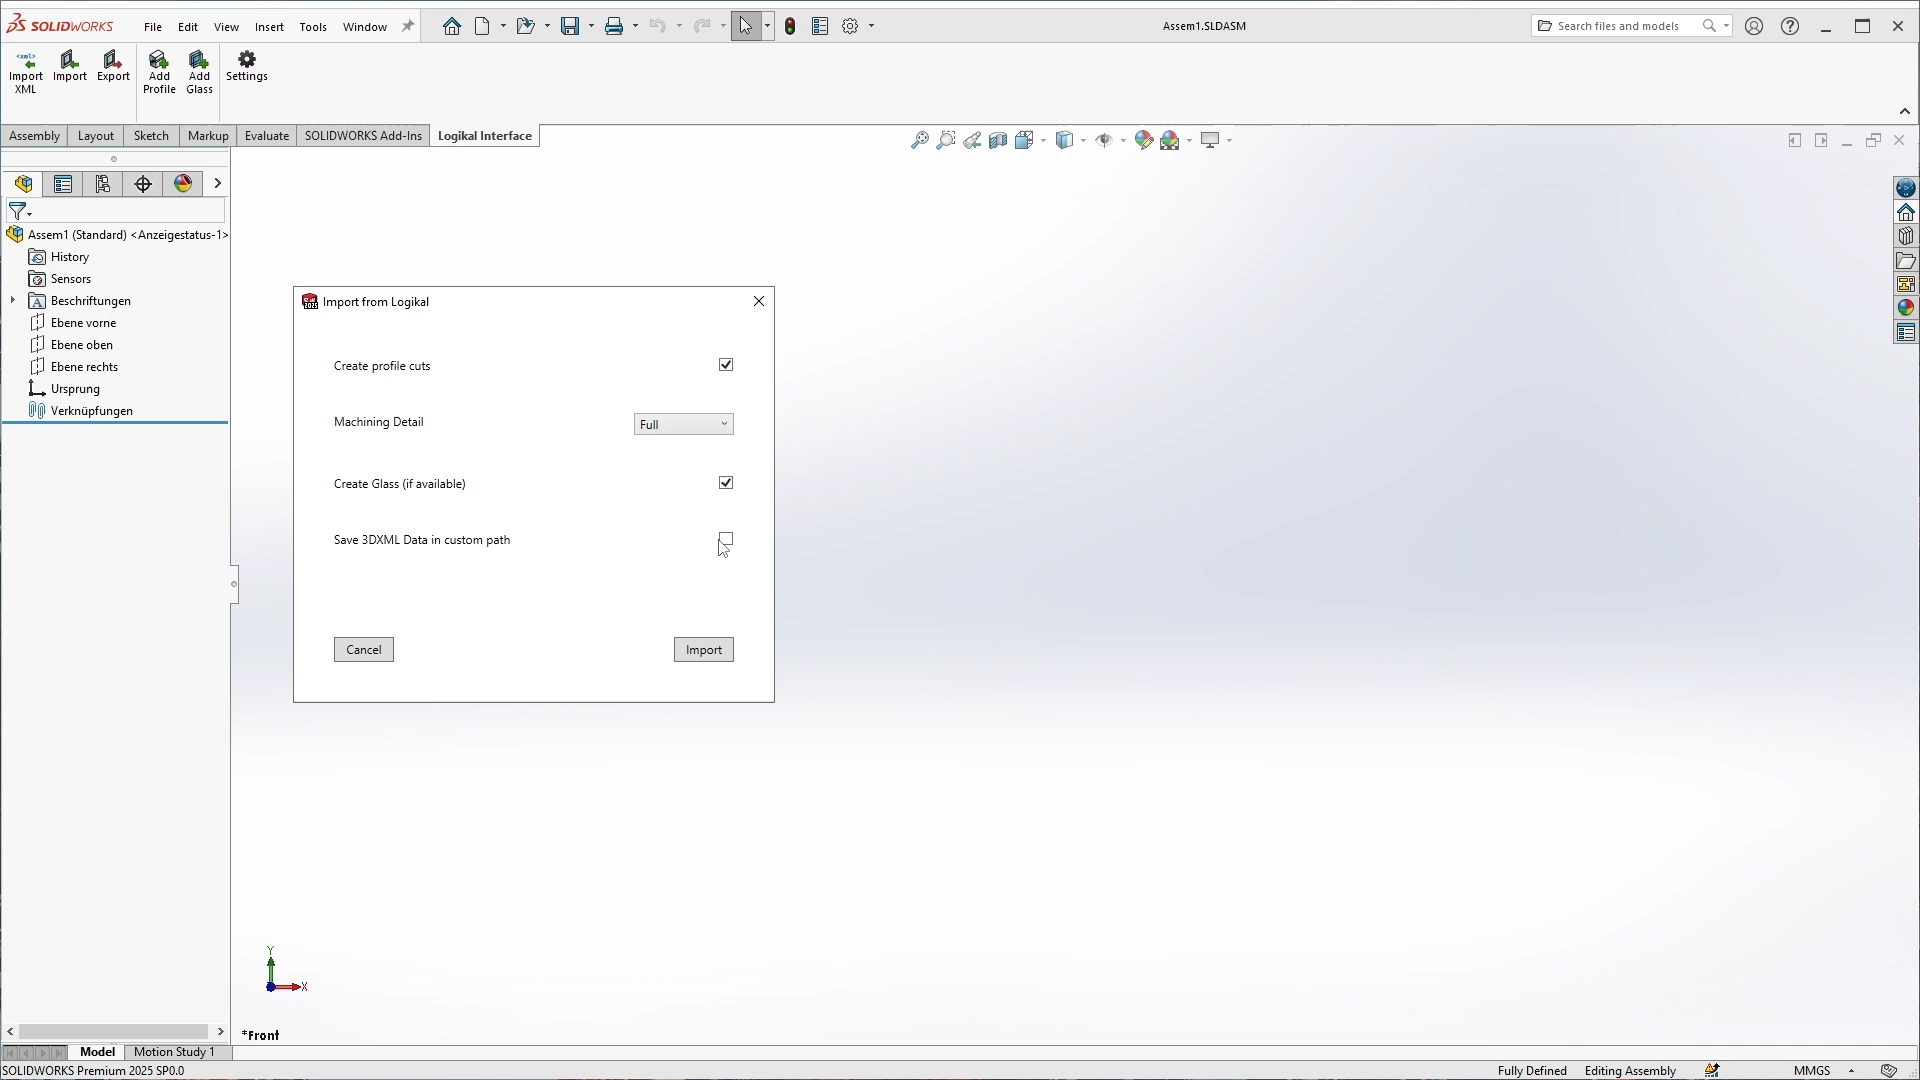 SOLIDWORKS
File Edit View Insert Tools Window
Assem1.SLDASM
Search files and models
Import XML
Import
Export
Add Profile
Add Glass
Settings
Assembly Layout Sketch Markup Evaluate SOLIDWORKS Add-Ins Logikal Interface
Assem1 (Standard) <Anzeigestatus-1>
History
Sensors
Beschriftungen
Ebene vorne
Ebene oben
Ebene rechts
Ursprung
Verknüpfungen
Import from Logikal
Create profile cuts
Machining Detail Full
Create Glass (if available)
Save 3DXML Data in custom path
Cancel Import
Y
X
*Front
Model Motion Study 1
SOLIDWORKS Premium 2025 SP0.0 Fully Defined Editing Assembly MMGS